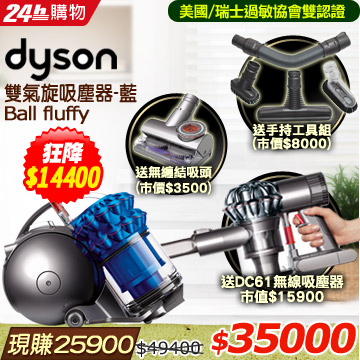 24h購物
美國/瑞士過敏協會雙認證
dyson
雙氣旋吸塵器-藍
Ball fluffy
狂降
$14400
送手持工具組
(市價$8000)
送無纏結吸頭
(市價$3500)
送DC61無線吸塵器
市值$15900
現賺25900
$49400
$35000